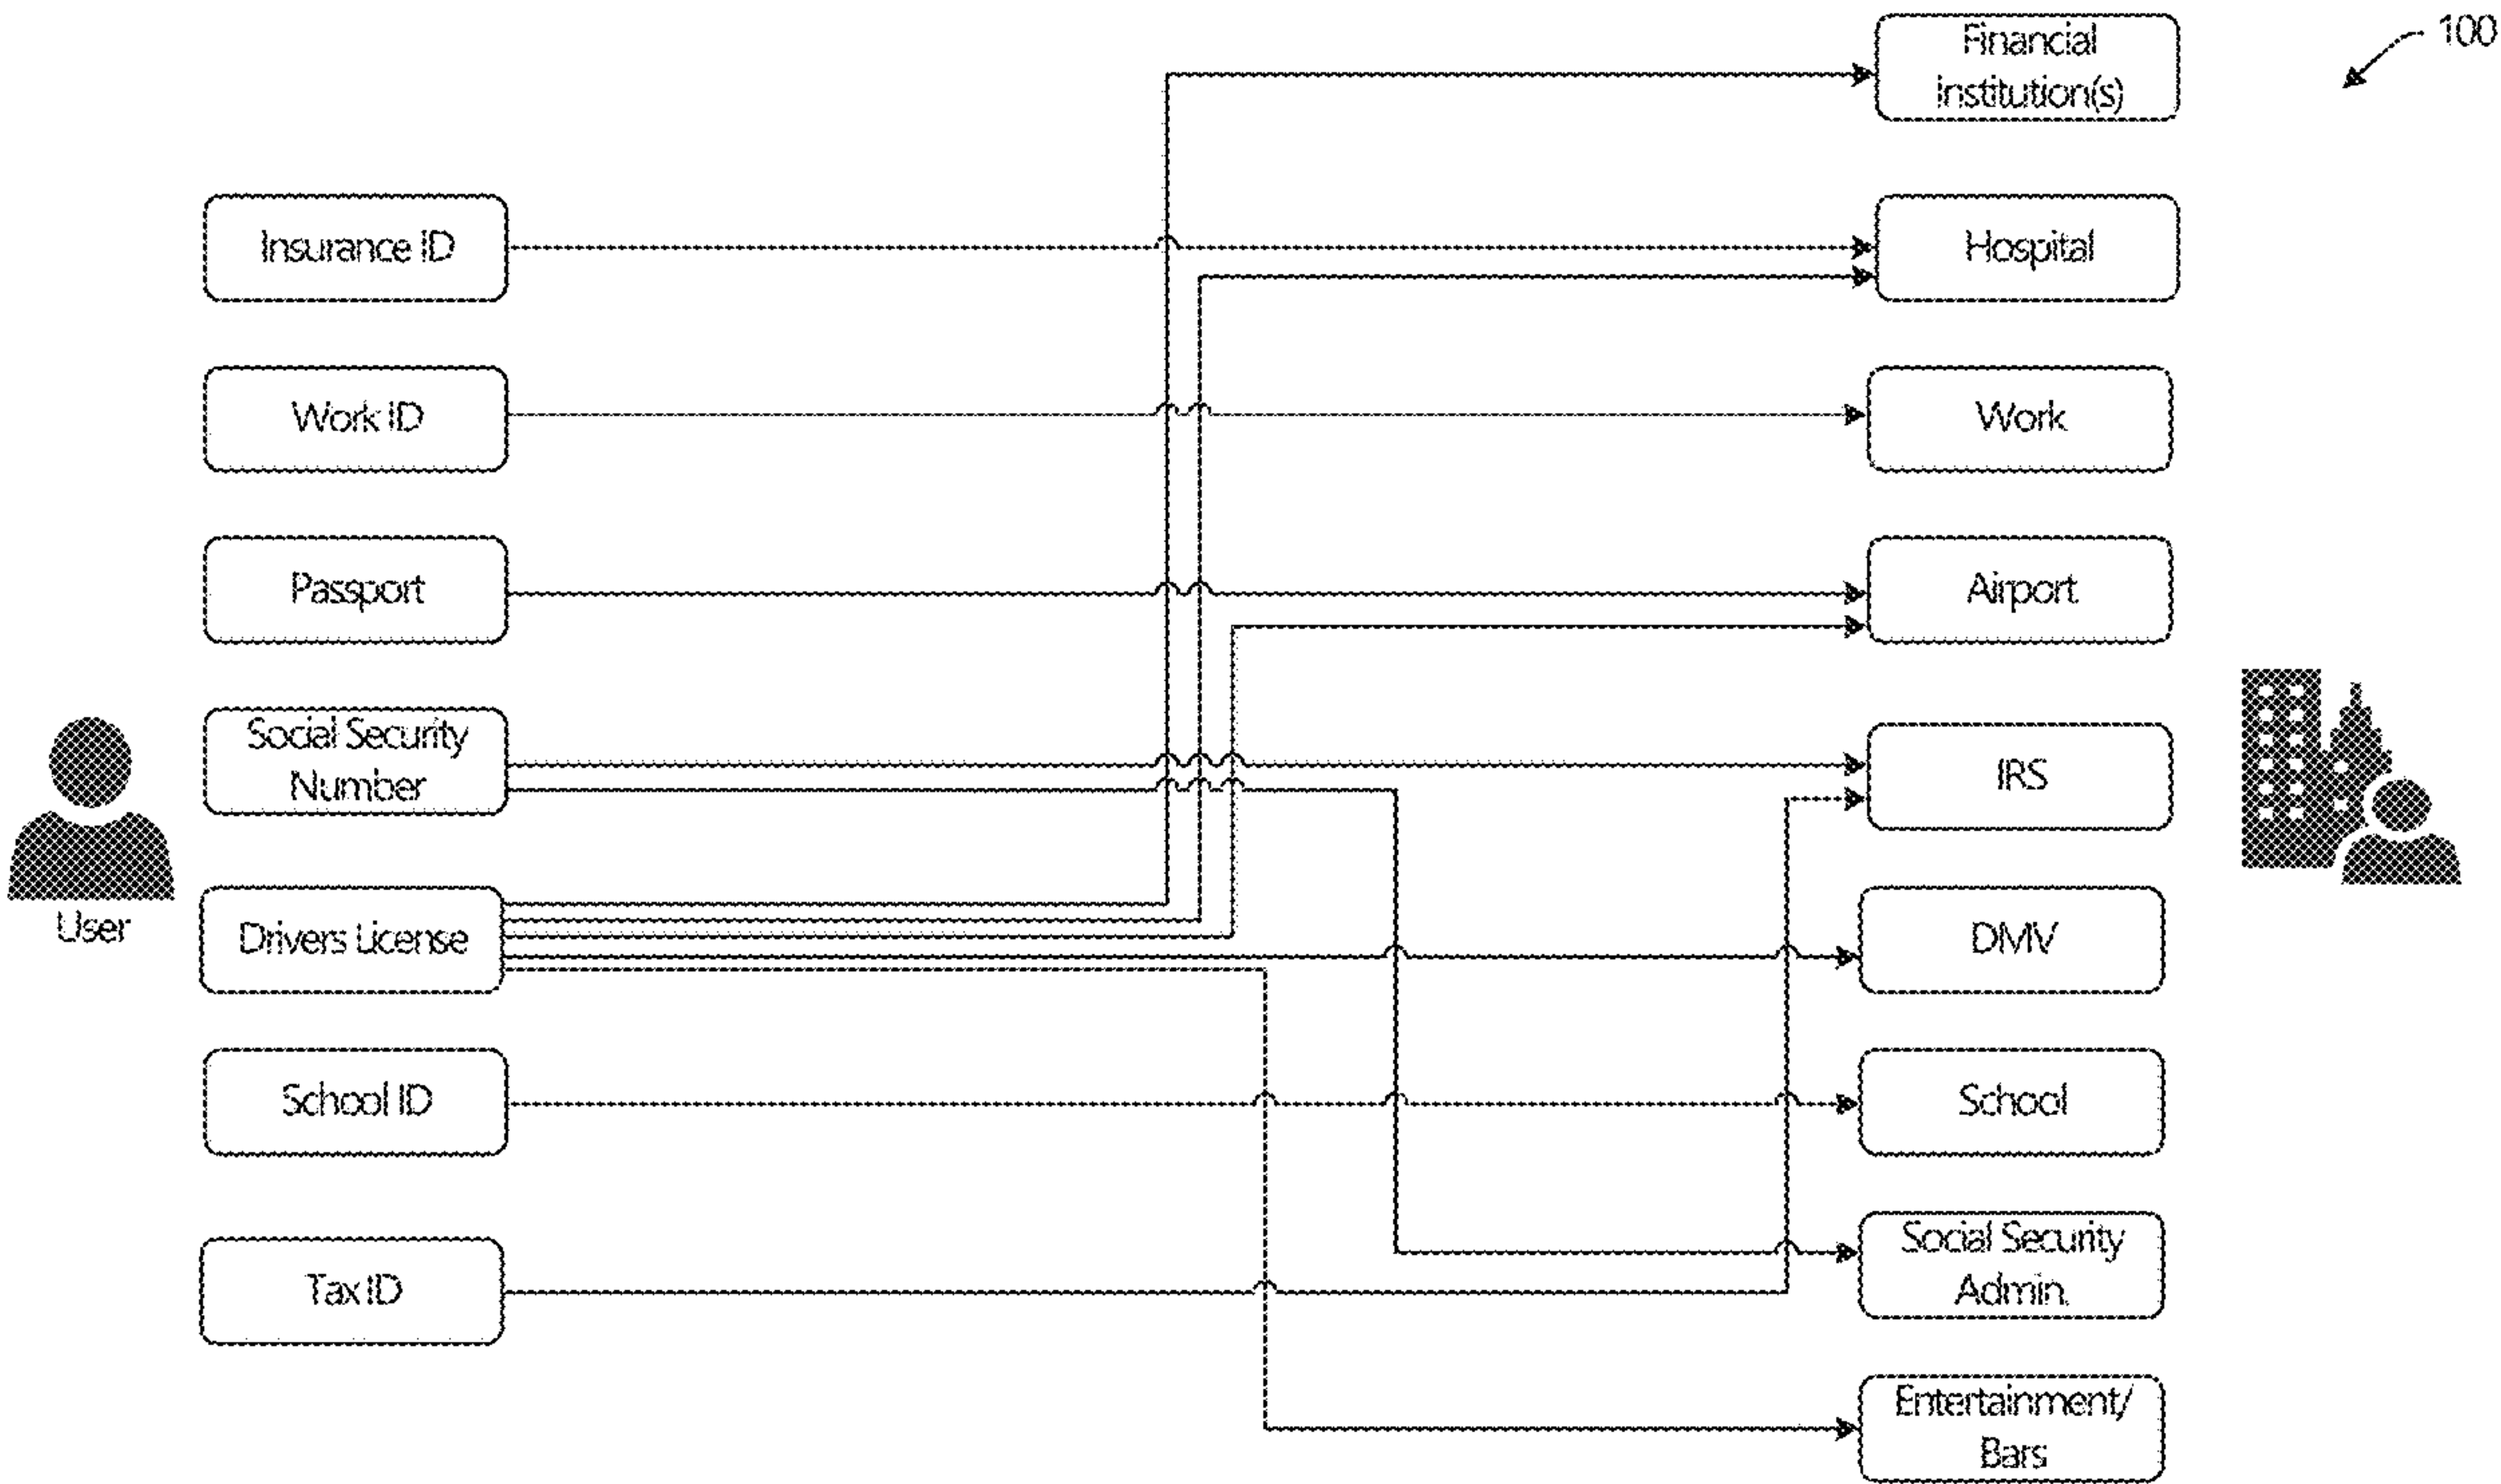 100
Financial
institution(s)
Insurance ID
Hospital
Work ID
Work
Passport
Airport
Social Security
Number
IRS
User
Drivers License
DMV
School ID
School
Tax ID
Social Security
Admin.
Entertainment/
Bars